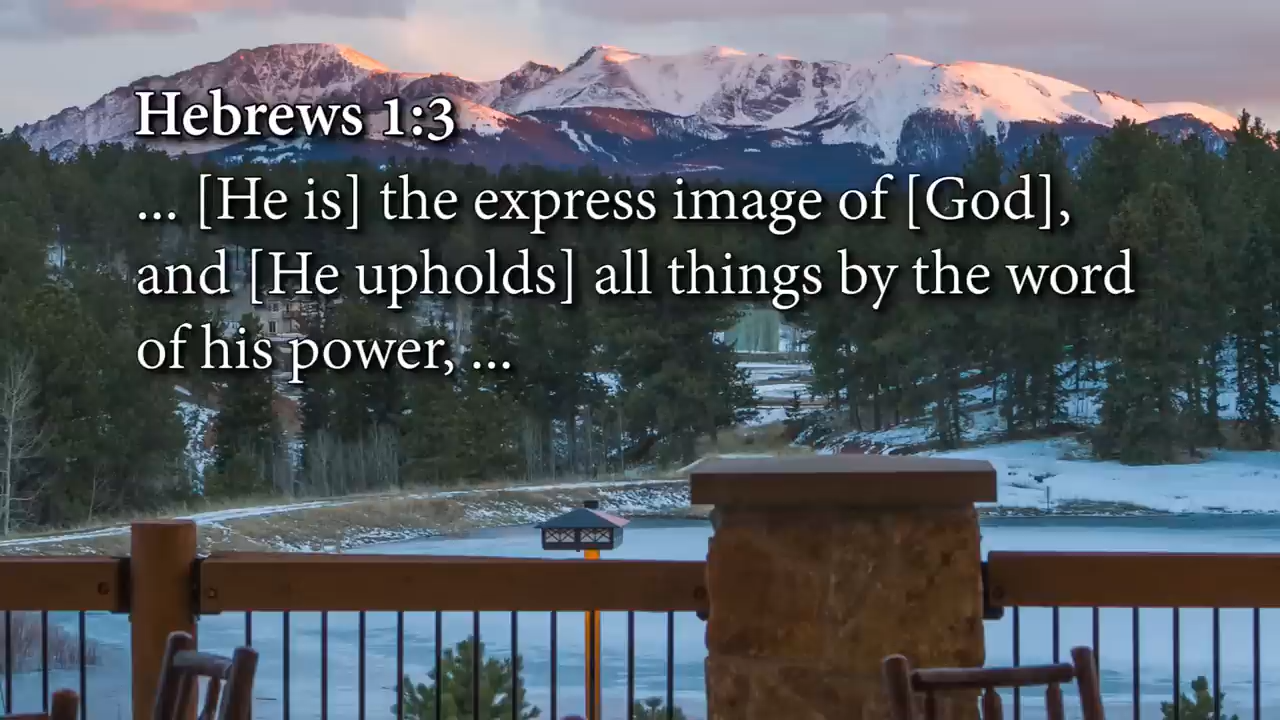 Hebrews 1:3
... [He is] the express image of [God],
and [He upholds] all things by the word
of his power, ...